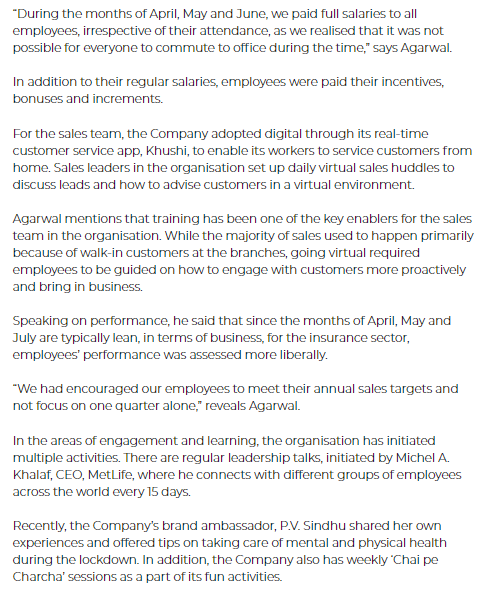 “During the months of April, May and June, we paid full salaries to all
employees, irrespective of their attendance, as we realised that it was not
possible for everyone to commute to office during the time,” says Agarwal.
In addition to their regular salaries, employees were paid their incentives,
bonuses and increments.
For the sales team, the Company adopted digital through its real-time
customer service app, Khushi, to enable its workers to service customers from
home. Sales leaders in the organisation set up daily virtual sales huddles to
discuss leads and how to advise customers in a virtual environment.
Agarwal mentions that training has been one of the key enablers for the sales
team in the organisation. While the majority of sales used to happen primarily
because of walk-in customers at the branches, going virtual required
employees to be guided on how to engage with customers more proactively
and bring in business.
Speaking on performance, he said that since the months of April, May and
July are typically lean, in terms of business, for the insurance sector,
employees’ performance was assessed more liberally.
“We had encouraged our employees to meet their annual sales targets and
not focus on one quarter alone,” reveals Agarwal.
In the areas of engagement and learning, the organisation has initiated
multiple activities. There are regular leadership talks, initiated by Michel A.
Khalaf, CEO, MetLife, where he connects with different groups of employees
across the world every 15 days.
Recently, the Company’s brand ambassador, P.V. Sindhu shared her own
experiences and offered tips on taking care of mental and physical health
during the lockdown. In addition, the Company also has weekly ‘Chai pe
Charcha’ sessions as a part of its fun activities.